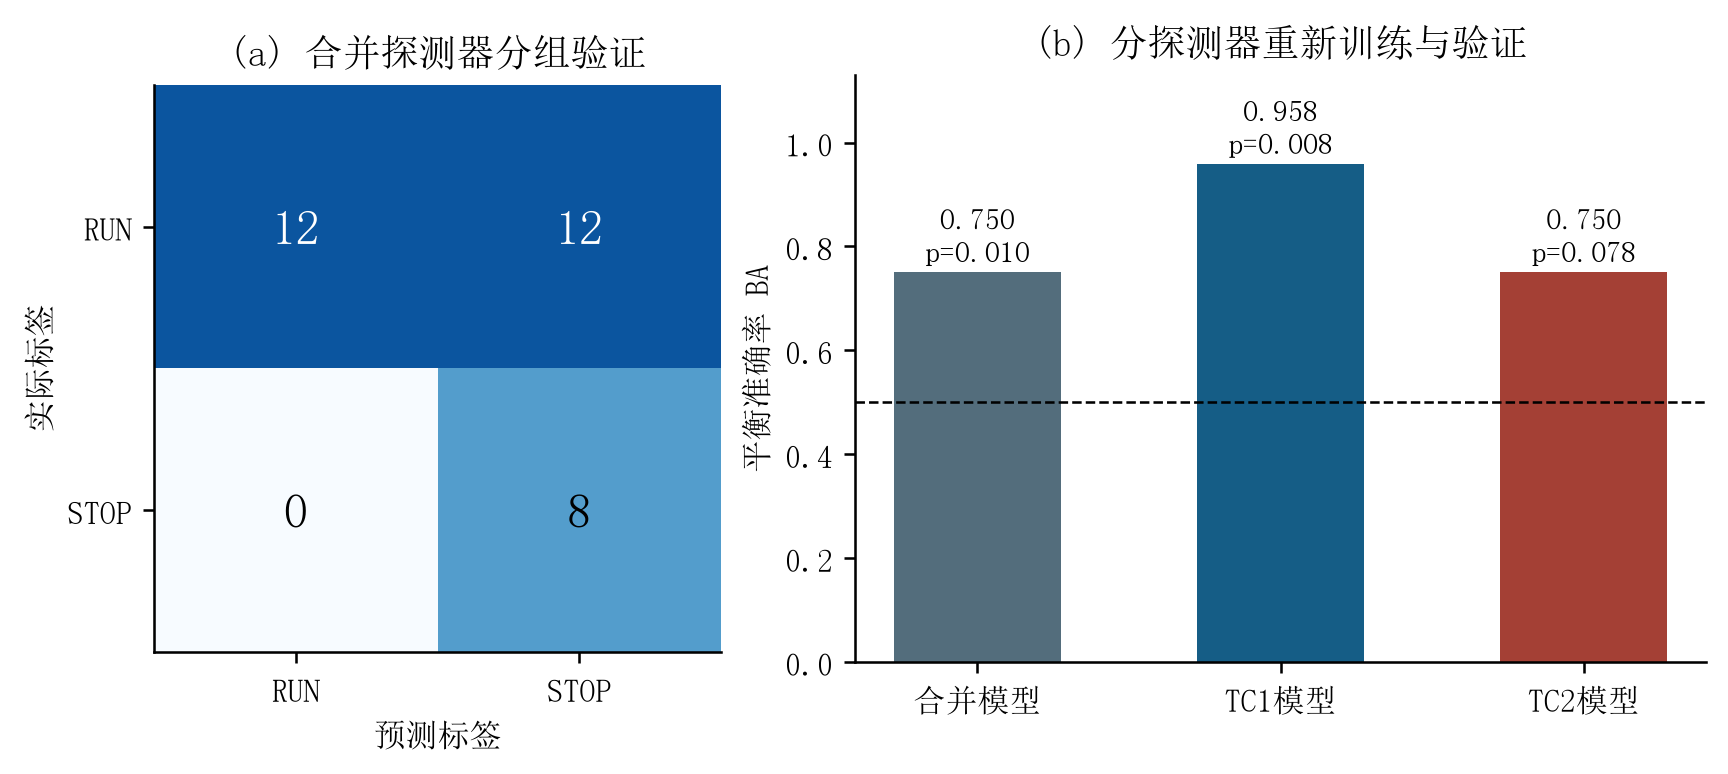 (a) 合并探测器分组验证
实际标签
RUN
12
12
STOP
0
8
RUN
STOP
预测标签
(b) 分探测器重新训练与验证
平衡准确率 BA
1.0
0.8
0.6
0.4
0.2
0.0
0.750
p=0.010
0.958
p=0.008
0.750
p=0.078
合并模型
TC1模型
TC2模型